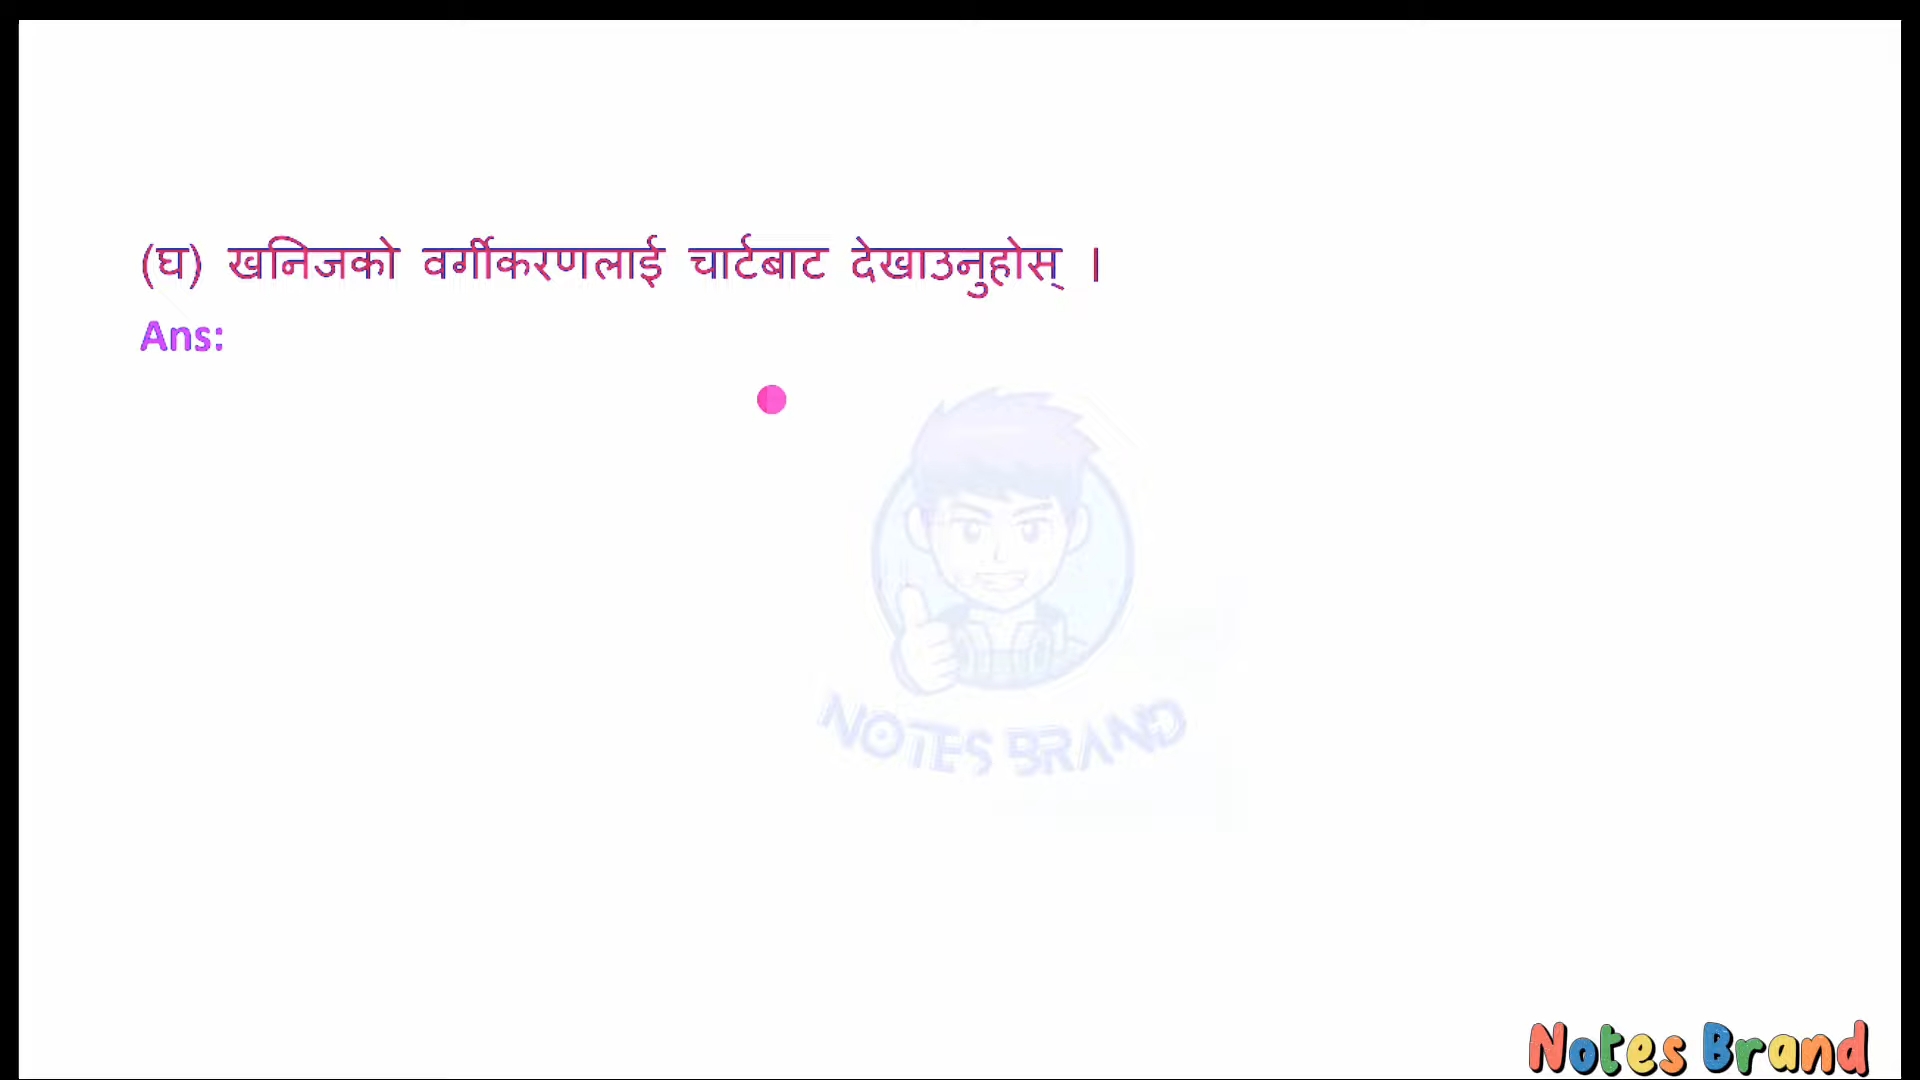 (घ) खनिजको वर्गीकरणलाई चार्टबाट देखाउनुहोस् ।
Ans:
NOTES BRAND
Notes Brand